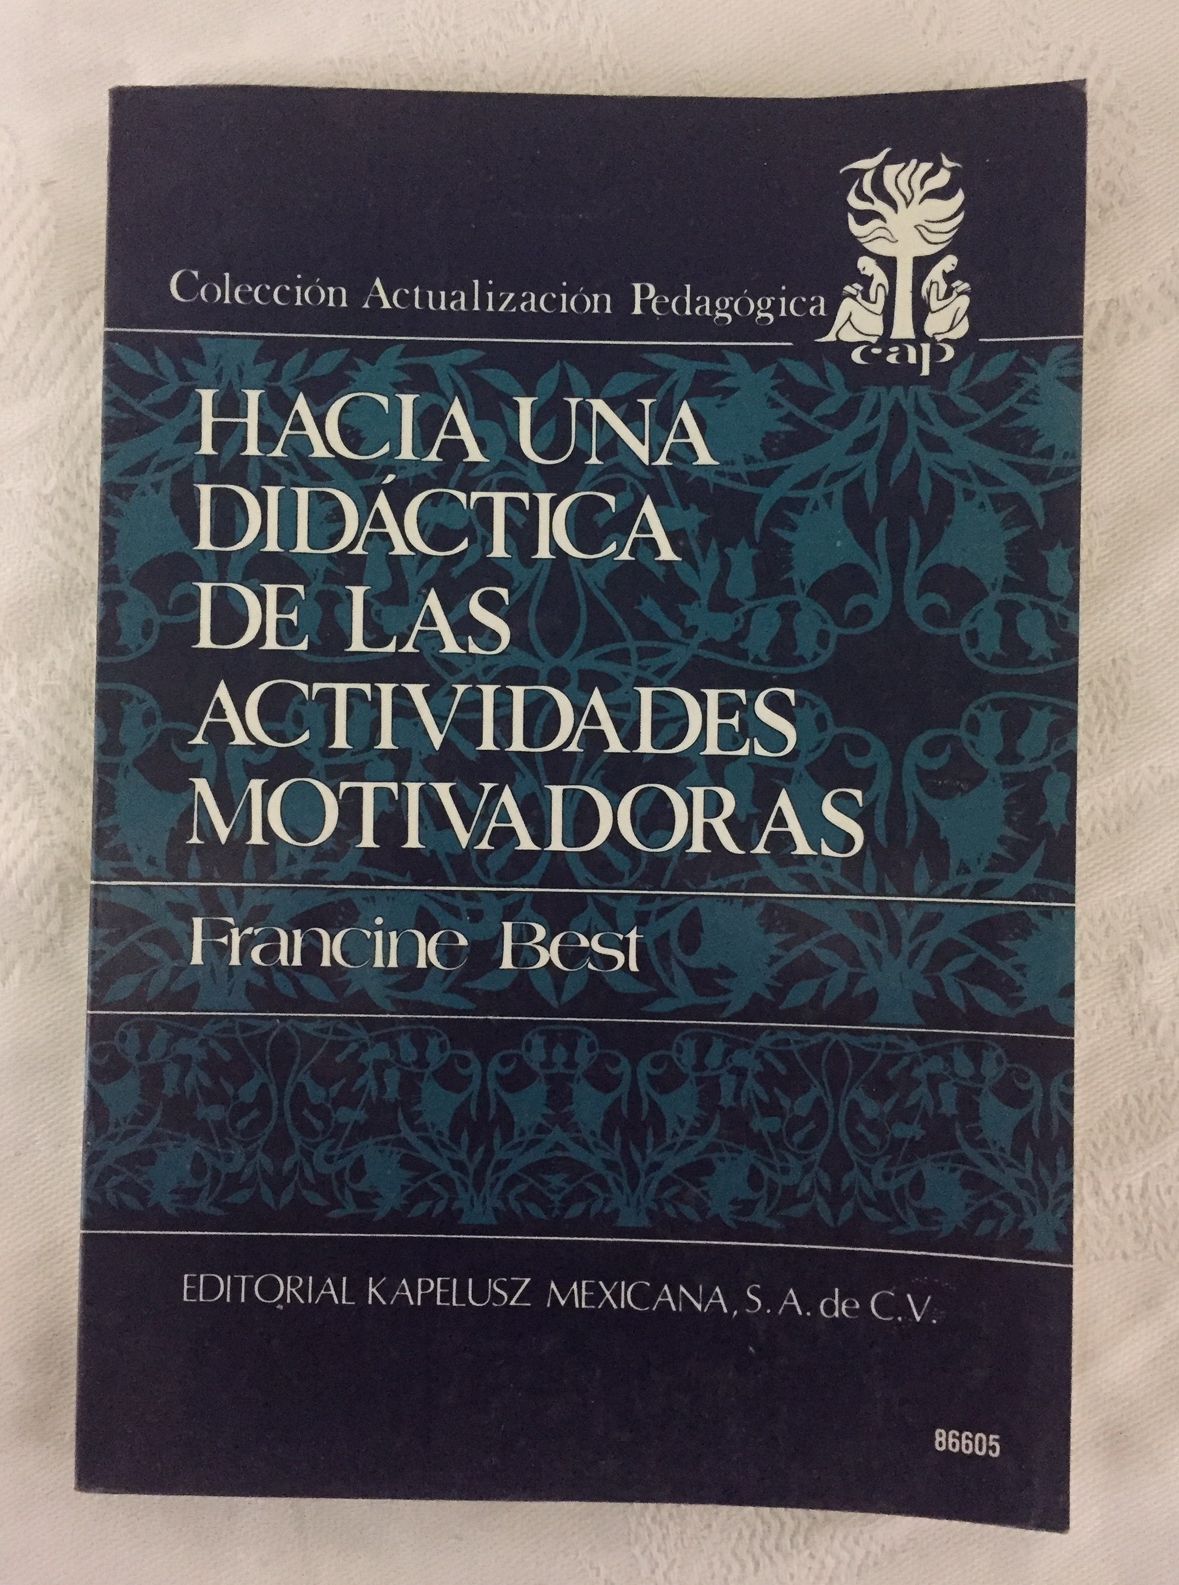 Colección Actualización Pedagógica
cap
HACIA UNA
DIDÁCTICA
DE LAS
ACTIVIDADES
MOTIVADORAS
Francine Best
EDITORIAL KAPELUSZ MEXICANA, S.A. de C.V.
86605